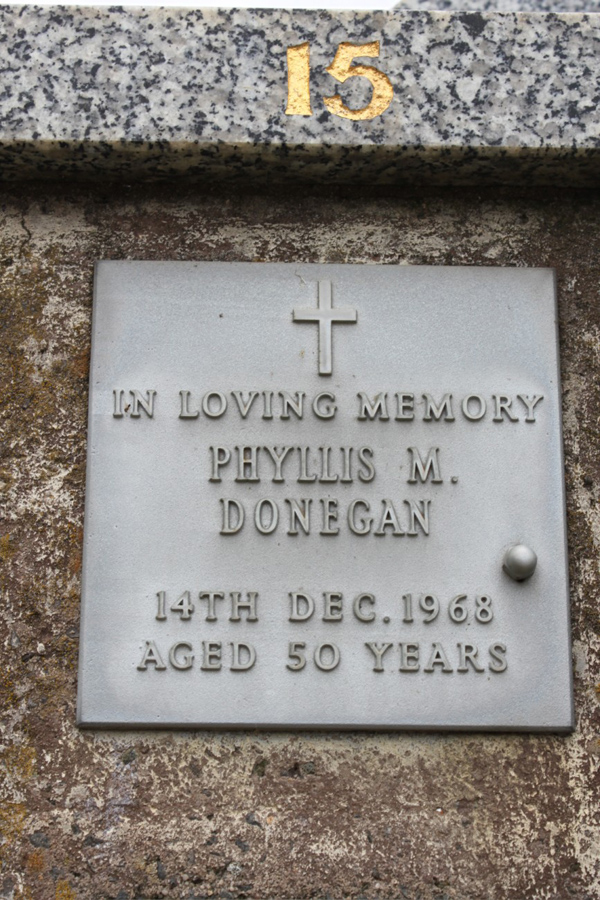 15
IN LOVING MEMORY
PHYLLIS M.
DONEGAN
14TH DEC. 1968
AGED 50 YEARS